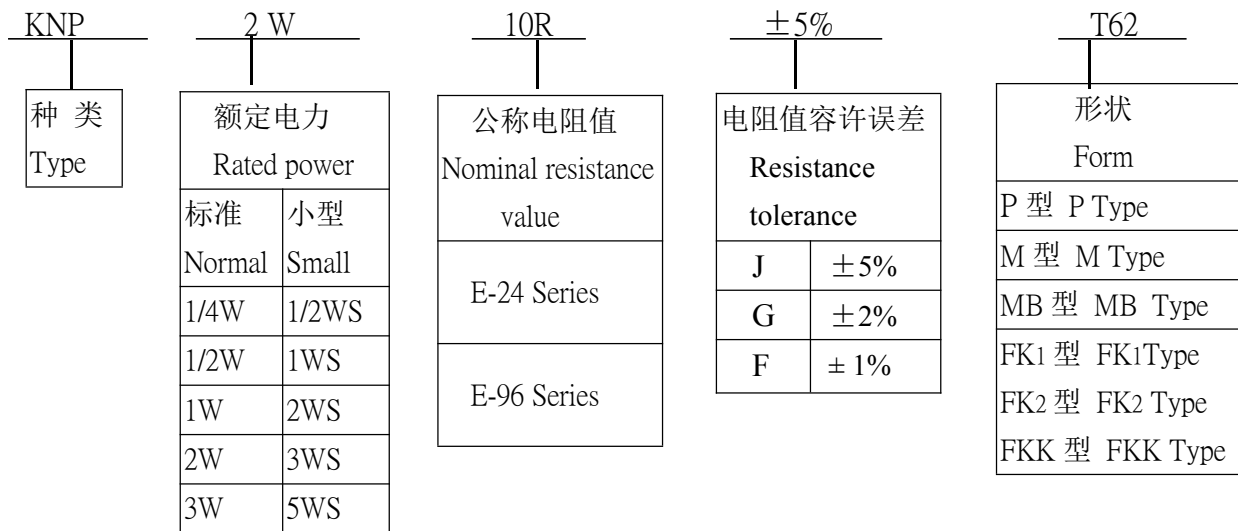 KNP 2 W 10R ±5% T62
种 类
Type
额定电力
Rated power
标准 小型
Normal Small
1/4W 1/2WS
1/2W 1WS
1W 2WS
2W 3WS
3W 5WS
公称电阻值
Nominal resistance
value
E-24 Series
E-96 Series
电阻值容许误差
Resistance
tolerance
J ±5%
G ±2%
F ± 1%
形状
Form
P 型 P Type
M 型 M Type
MB 型 MB Type
FK1 型 FK1Type
FK2 型 FK2 Type
FKK 型 FKK Type